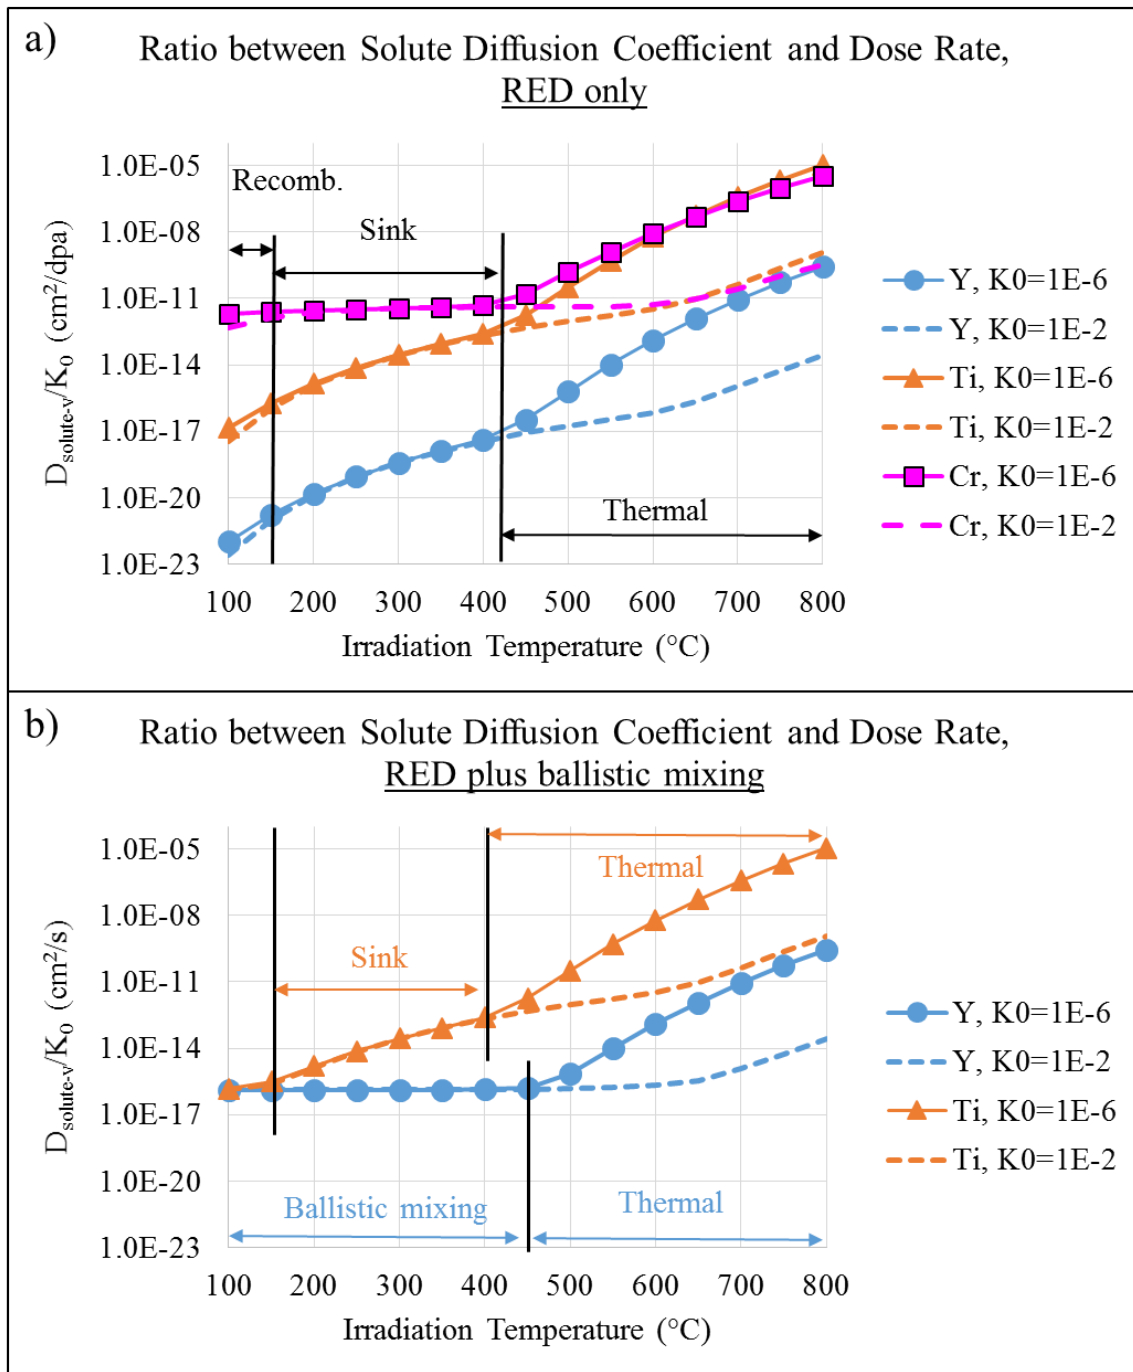 a)
Ratio between Solute Diffusion Coefficient and Dose Rate,
RED only
D_solute-v/K_0 (cm²/dpa)
1.0E-05
1.0E-08
1.0E-11
1.0E-14
1.0E-17
1.0E-20
1.0E-23
Recomb.
Sink
Thermal
100 200 300 400 500 600 700 800
Irradiation Temperature (°C)
Y, K0=1E-6
Y, K0=1E-2
Ti, K0=1E-6
Ti, K0=1E-2
Cr, K0=1E-6
Cr, K0=1E-2
b)
Ratio between Solute Diffusion Coefficient and Dose Rate,
RED plus ballistic mixing
D_solute-v/K_0 (cm²/s)
1.0E-05
1.0E-08
1.0E-11
1.0E-14
1.0E-17
1.0E-20
1.0E-23
Thermal
Sink
Ballistic mixing
Thermal
100 200 300 400 500 600 700 800
Irradiation Temperature (°C)
Y, K0=1E-6
Y, K0=1E-2
Ti, K0=1E-6
Ti, K0=1E-2